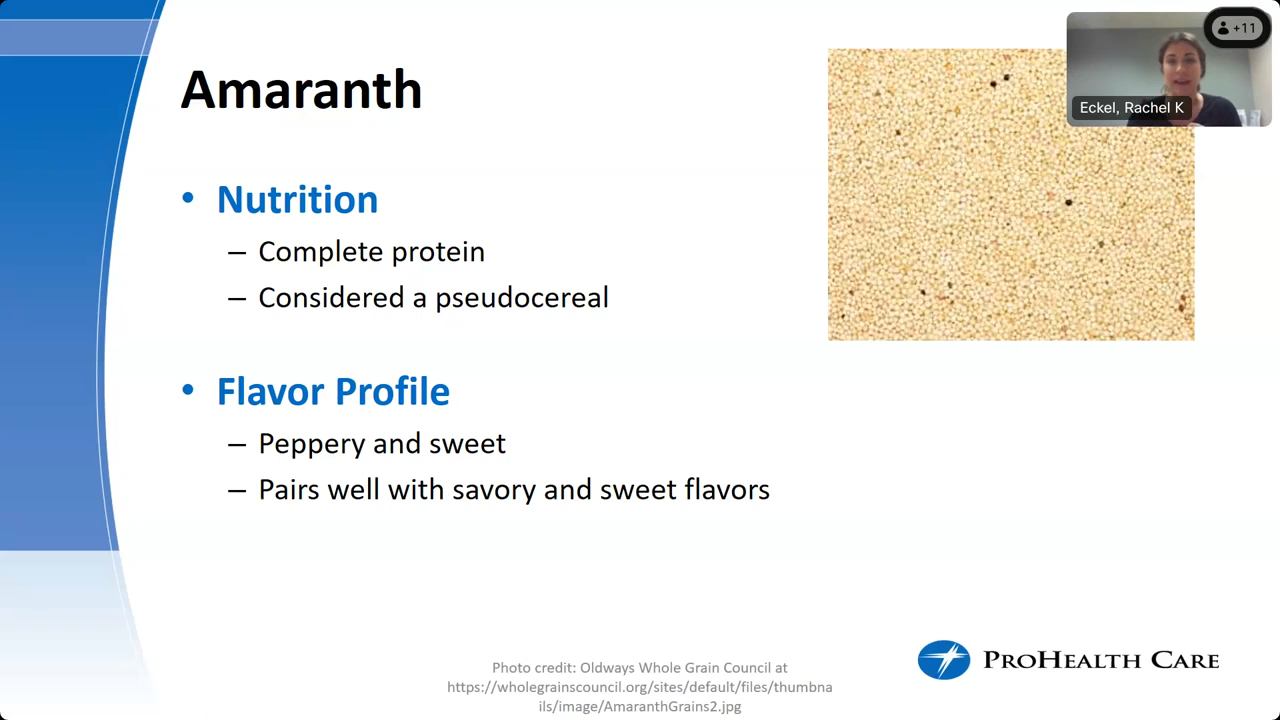 Amaranth
+11
Eckel, Rachel K
• Nutrition
– Complete protein
– Considered a pseudocereal
• Flavor Profile
– Peppery and sweet
– Pairs well with savory and sweet flavors
Photo credit: Oldways Whole Grain Council at
https://wholegrainscouncil.org/sites/default/files/thumbna
ils/image/AmaranthGrains2.jpg
PROHEALTH CARE